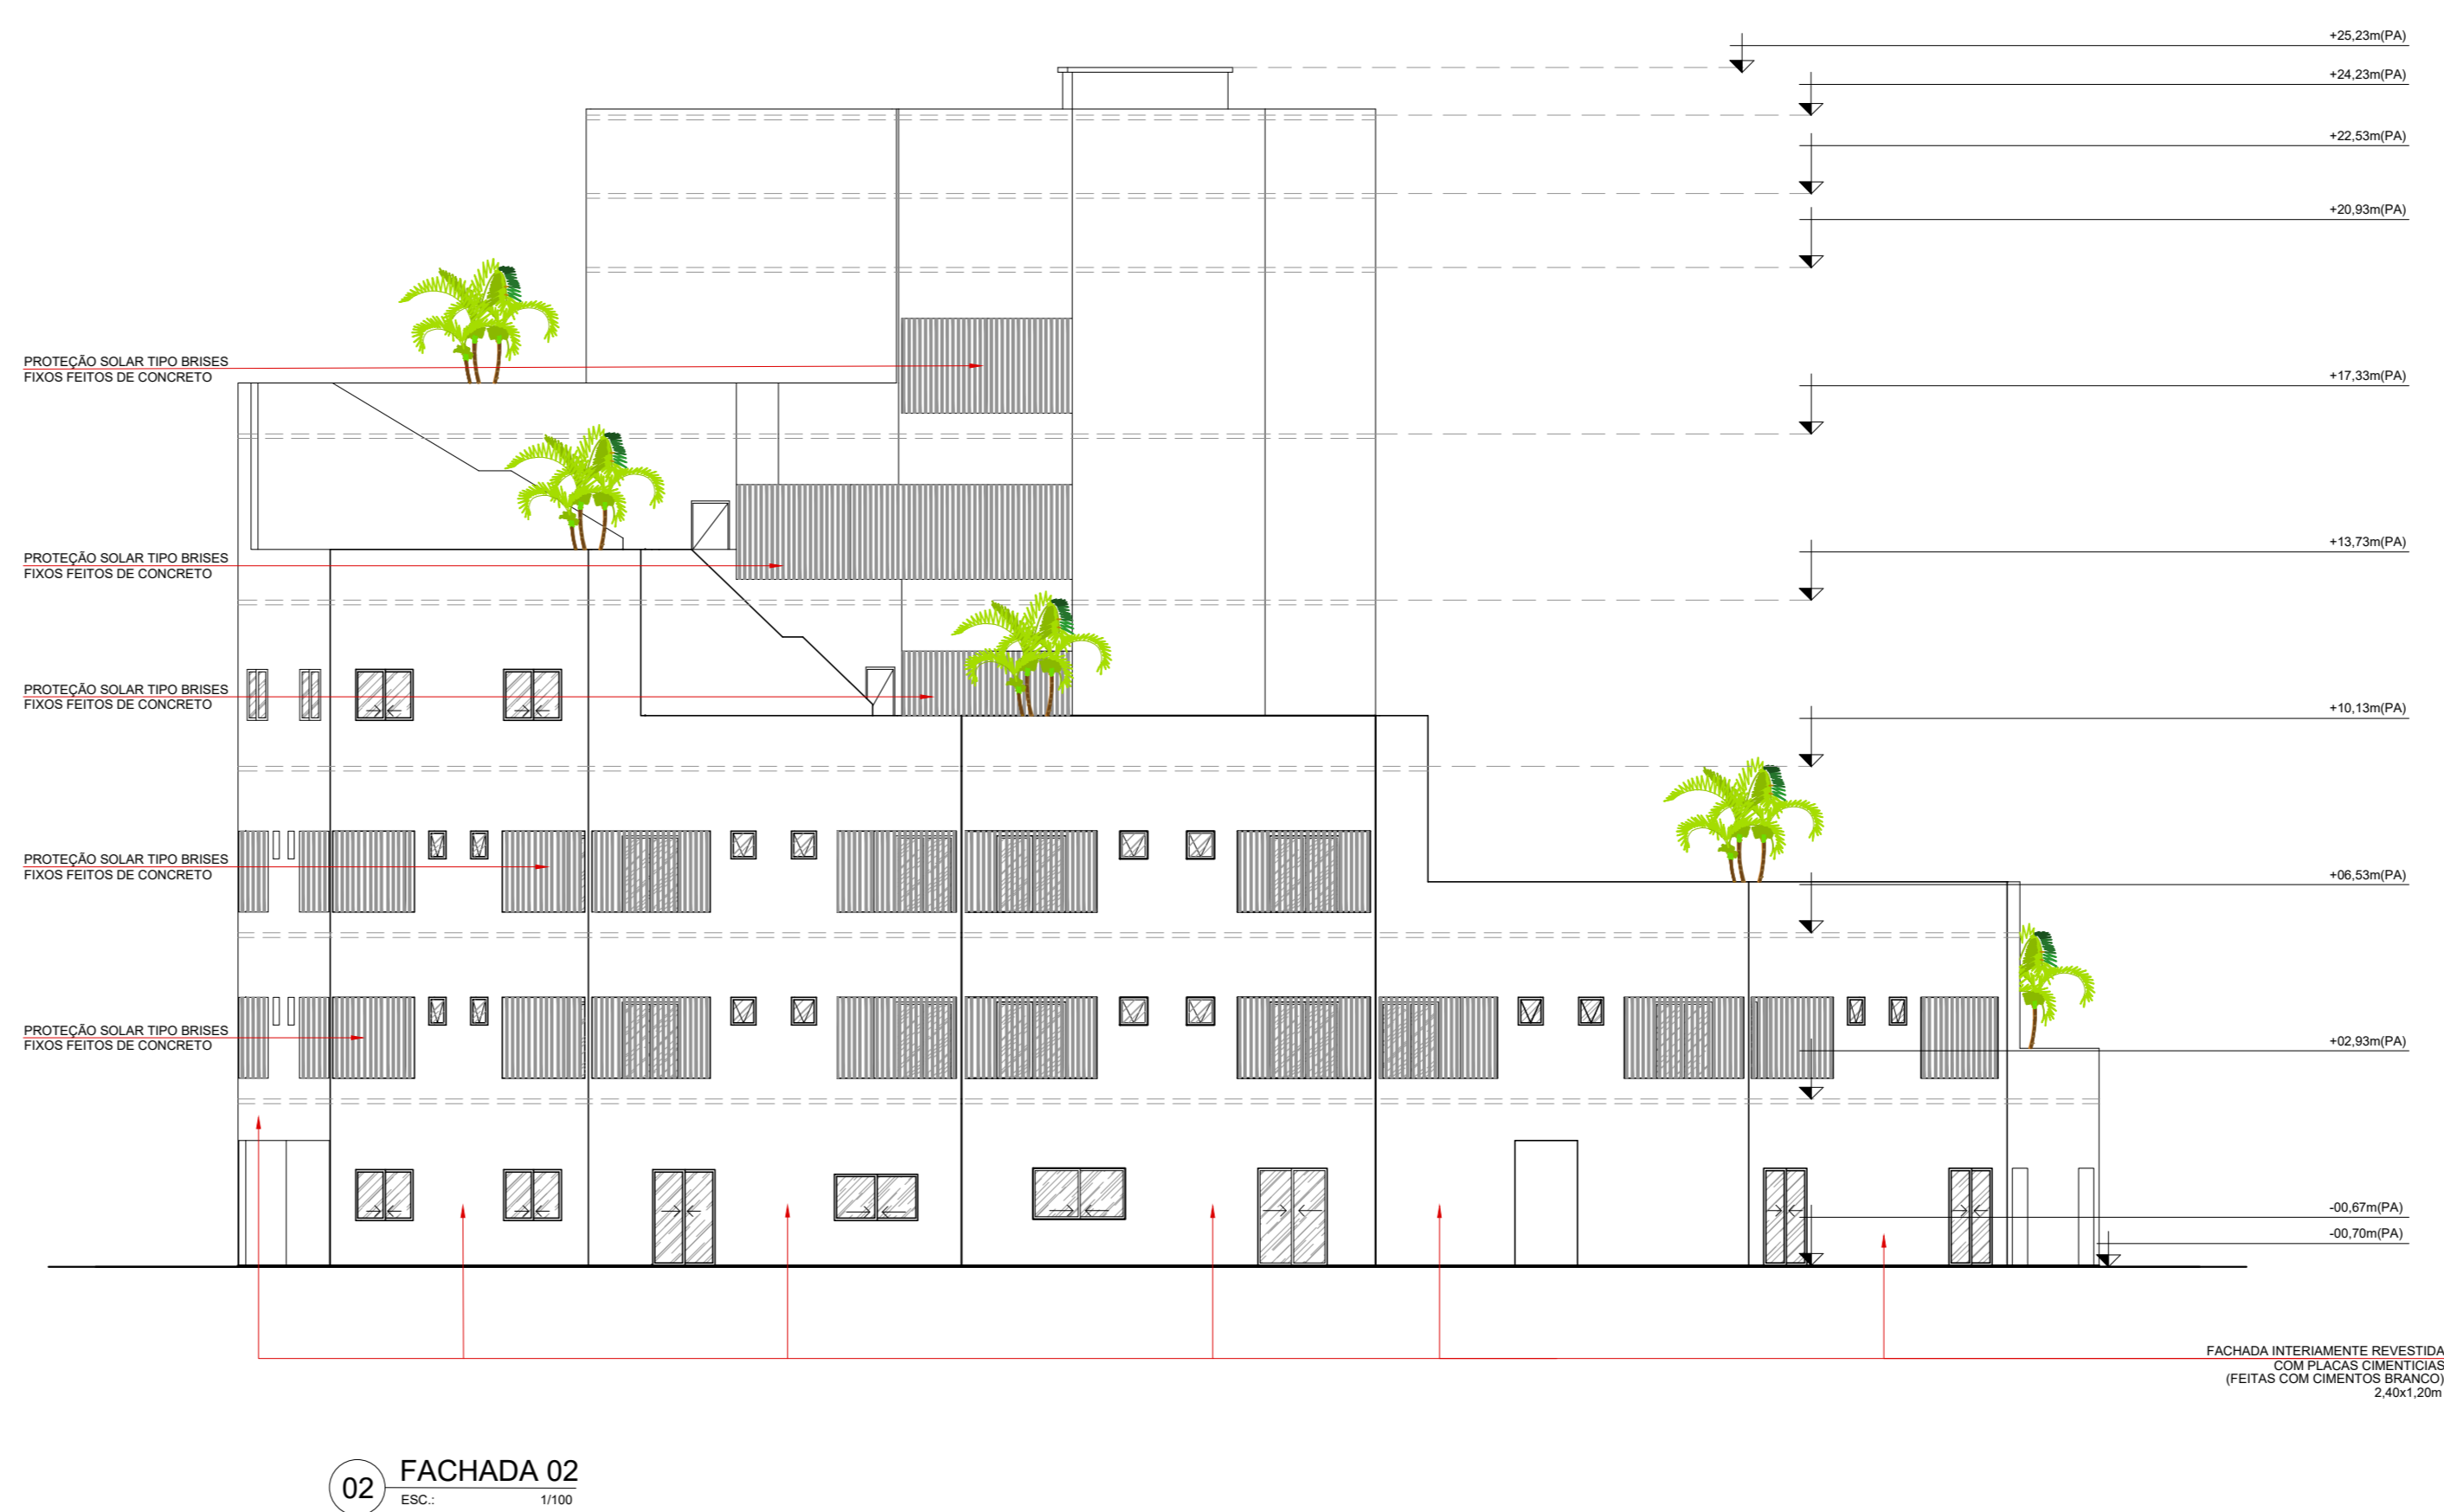 +25,23m(PA)
+24,23m(PA)
+22,53m(PA)
+20,93m(PA)
PROTEÇÃO SOLAR TIPO BRISES
FIXOS FEITOS DE CONCRETO
+17,33m(PA)
PROTEÇÃO SOLAR TIPO BRISES
FIXOS FEITOS DE CONCRETO
+13,73m(PA)
PROTEÇÃO SOLAR TIPO BRISES
FIXOS FEITOS DE CONCRETO
+10,13m(PA)
PROTEÇÃO SOLAR TIPO BRISES
FIXOS FEITOS DE CONCRETO
+06,53m(PA)
PROTEÇÃO SOLAR TIPO BRISES
FIXOS FEITOS DE CONCRETO
+02,93m(PA)
-00,67m(PA)
-00,70m(PA)
FACHADA INTERIAMENTE REVESTIDA
COM PLACAS CIMENTICIAS
(FEITAS COM CIMENTOS BRANCO)
2,40x1,20m
02
FACHADA 02
ESC.: 1/100